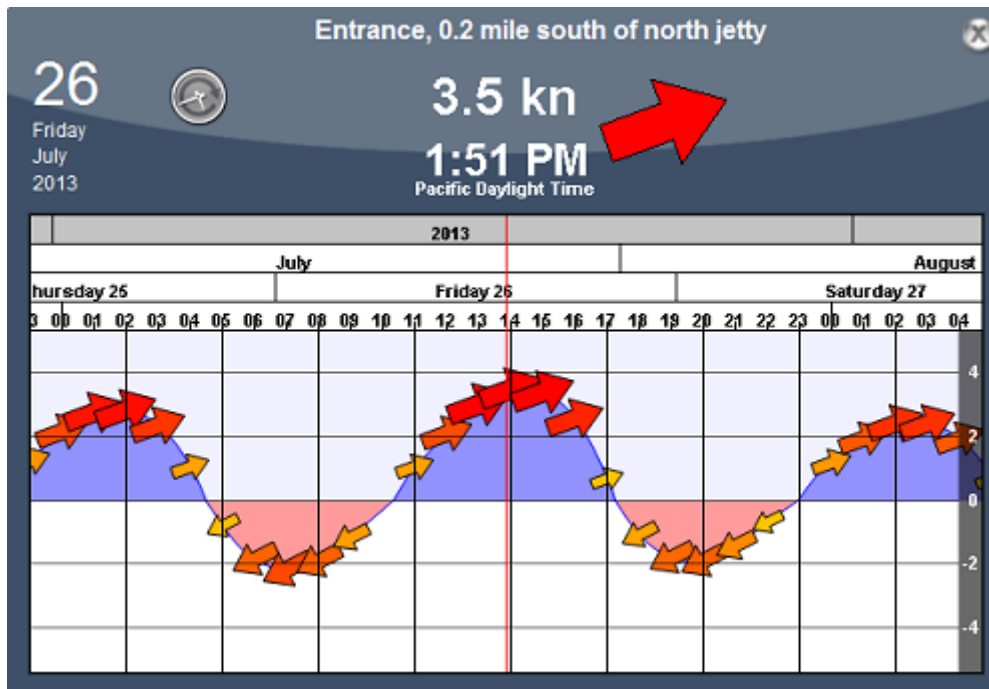 Entrance, 0.2 mile south of north jetty
26
Friday
July
2013
3.5 kn
1:51 PM
Pacific Daylight Time
2013
July August
hursday 25 Friday 26 Saturday 27
3 00 01 02 03 04 05 06 07 08 09 10 11 12 13 14 15 16 17 18 19 20 21 22 23 00 01 02 03 04
4
2
0
-2
-4